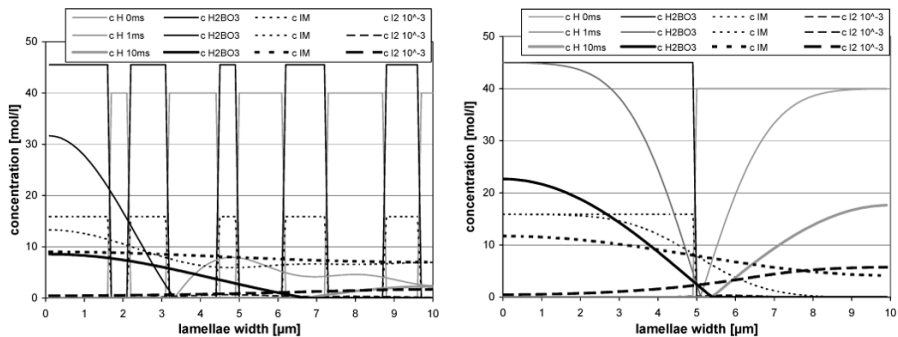 c H 0ms c H2BO3 c IM c I2 10^-3
c H 1ms c H2BO3 c IM c I2 10^-3
c H 10ms c H2BO3 c IM c I2 10^-3
50
40
30
20
10
0
concentration [mol/l]
0 1 2 3 4 5 6 7 8 9 10
lamellae width [µm]
c H 0ms c H2BO3 c IM c I2 10^-3
c H 1ms c H2BO3 c IM c I2 10^-3
c H 10ms c H2BO3 c IM c I2 10^-3
50
40
30
20
10
0
concentration [mol/l]
0 1 2 3 4 5 6 7 8 9 10
lamellae width [µm]